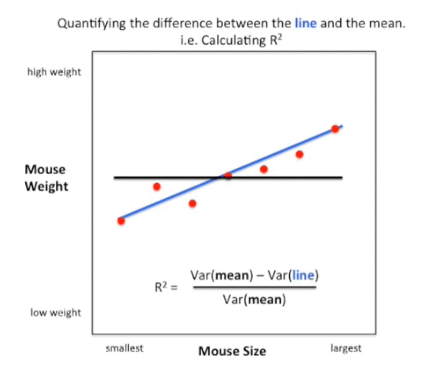 Quantifying the difference between the line and the mean.
i.e. Calculating R²
high weight
Mouse
Weight
R² =
Var(mean) – Var(line)
Var(mean)
low weight
smallest
Mouse Size
largest